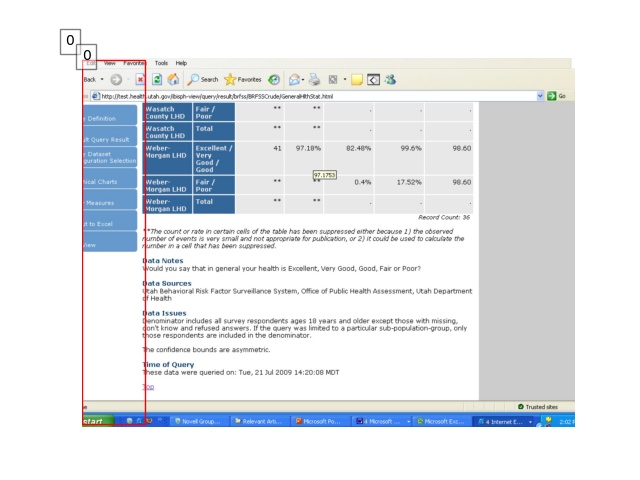 0
0
Edit View Favorites Tools Help
Back Search Favorites
http://test.health.utah.gov/ibisph-view/query/result/brfss/BRFSSCrude/GeneralHlthStat.html Go
Wasatch County LHD Fair / Poor ** ** . . .
Definition
Wasatch County LHD Total ** ** . . .
Query Result
Weber-Morgan LHD Excellent / Very Good / Good 41 97.18% 82.48% 99.6% 98.60
Dataset
Configuration Selection
97.1753
Weber-Morgan LHD Fair / Poor ** ** 0.4% 17.52% 98.60
Charts
Weber-Morgan LHD Total ** ** . . .
Measures
Record Count: 36
to Excel
**The count or rate in certain cells of the table has been suppressed either because 1) the observed
number of events is very small and not appropriate for publication, or 2) it could be used to calculate the
number in a cell that has been suppressed.
Data Notes
Would you say that in general your health is Excellent, Very Good, Good, Fair or Poor?
Data Sources
Utah Behavioral Risk Factor Surveillance System, Office of Public Health Assessment, Utah Department
of Health
Data Issues
Denominator includes all survey respondents ages 18 years and older except those with missing,
don't know and refused answers. If the query was limited to a particular sub-population-group, only
those respondents are included in the denominator.
The confidence bounds are asymmetric.
Time of Query
These data were queried on: Tue, 21 Jul 2009 14:20:08 MDT
Top
Trusted sites
start Novell Group... Relevant Arti... Microsoft Po... 4 Microsoft ... Microsoft Exc... 4 Internet E... 2:02 P